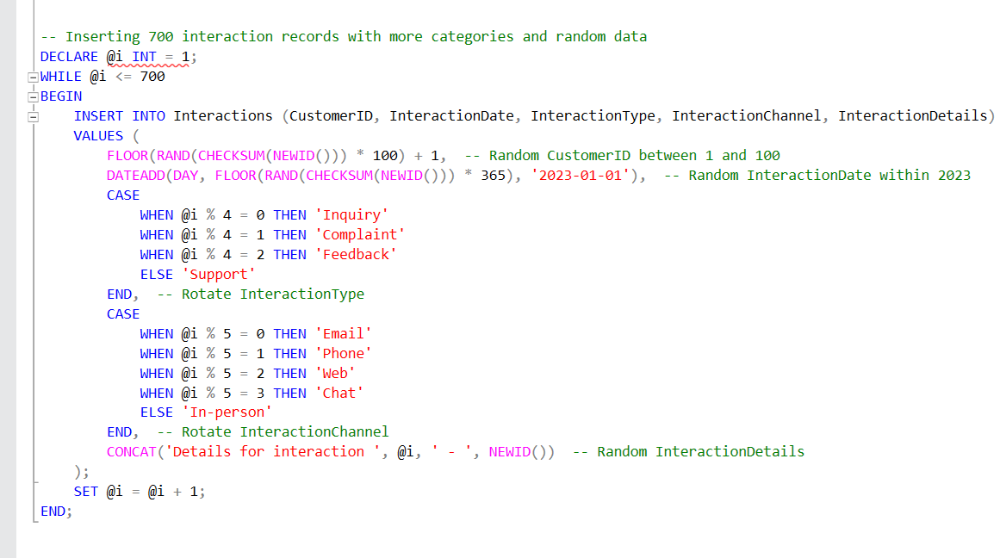 -- Inserting 700 interaction records with more categories and random data
DECLARE @i INT = 1;
WHILE @i <= 700
BEGIN
    INSERT INTO Interactions (CustomerID, InteractionDate, InteractionType, InteractionChannel, InteractionDetails)
    VALUES (
        FLOOR(RAND(CHECKSUM(NEWID())) * 100) + 1,  -- Random CustomerID between 1 and 100
        DATEADD(DAY, FLOOR(RAND(CHECKSUM(NEWID())) * 365), '2023-01-01'),  -- Random InteractionDate within 2023
        CASE
            WHEN @i % 4 = 0 THEN 'Inquiry'
            WHEN @i % 4 = 1 THEN 'Complaint'
            WHEN @i % 4 = 2 THEN 'Feedback'
            ELSE 'Support'
        END,  -- Rotate InteractionType
        CASE
            WHEN @i % 5 = 0 THEN 'Email'
            WHEN @i % 5 = 1 THEN 'Phone'
            WHEN @i % 5 = 2 THEN 'Web'
            WHEN @i % 5 = 3 THEN 'Chat'
            ELSE 'In-person'
        END,  -- Rotate InteractionChannel
        CONCAT('Details for interaction ', @i, ' - ', NEWID())  -- Random InteractionDetails
    );
    SET @i = @i + 1;
END;